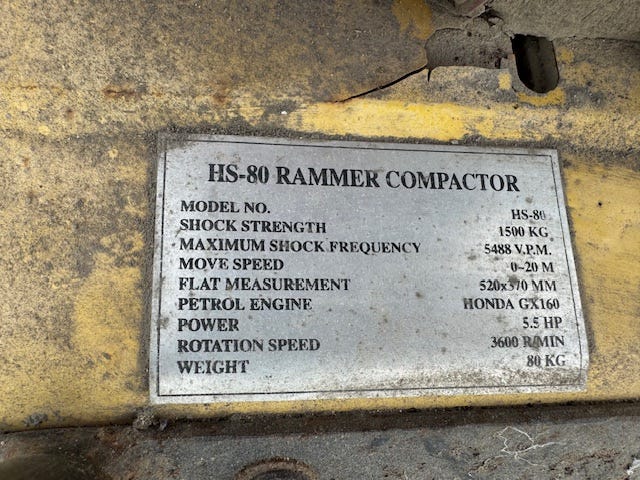 HS-80 RAMMER COMPACTOR
MODEL NO. HS-80
SHOCK STRENGTH 1500 KG
MAXIMUM SHOCK FREQUENCY 5488 V.P.M.
MOVE SPEED 0-20 M
FLAT MEASUREMENT 520x370 MM
PETROL ENGINE HONDA GX160
POWER 5.5 HP
ROTATION SPEED 3600 R/MIN
WEIGHT 80 KG